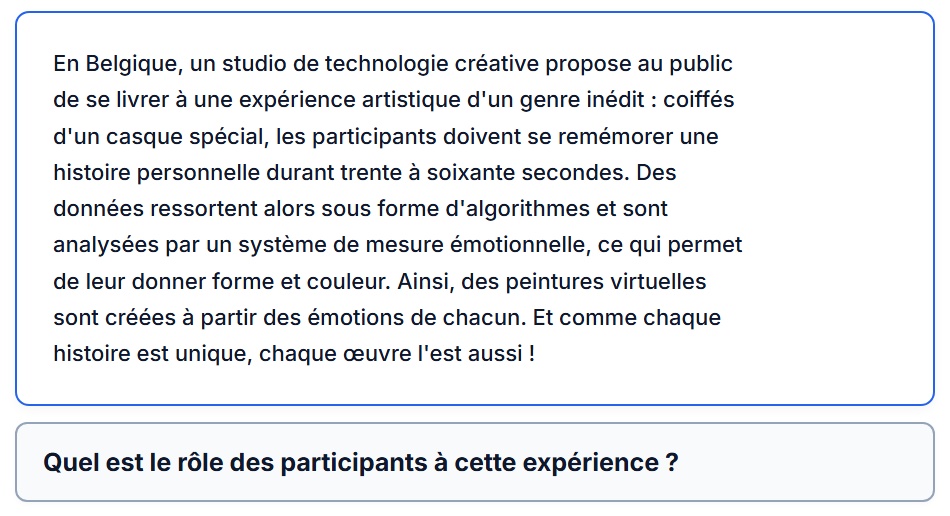 En Belgique, un studio de technologie créative propose au public
de se livrer à une expérience artistique d'un genre inédit : coiffés
d'un casque spécial, les participants doivent se remémorer une
histoire personnelle durant trente à soixante secondes. Des
données ressortent alors sous forme d'algorithmes et sont
analysées par un système de mesure émotionnelle, ce qui permet
de leur donner forme et couleur. Ainsi, des peintures virtuelles
sont créées à partir des émotions de chacun. Et comme chaque
histoire est unique, chaque œuvre l'est aussi !
Quel est le rôle des participants à cette expérience ?